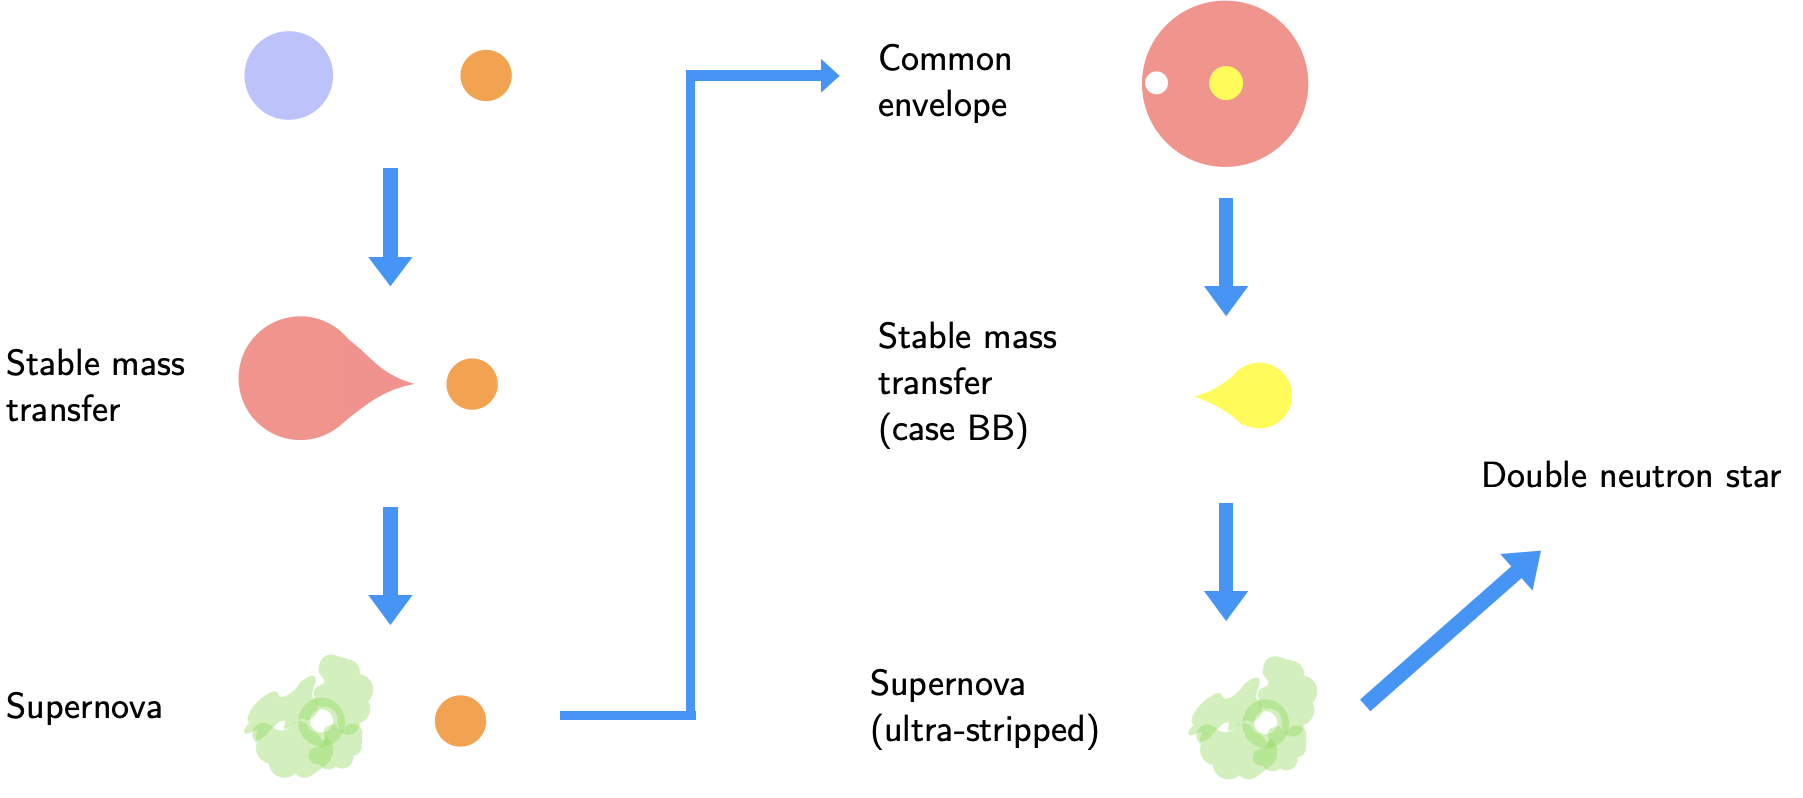 Stable mass
transfer
Supernova
Common
envelope
Stable mass
transfer
(case BB)
Supernova
(ultra-stripped)
Double neutron star